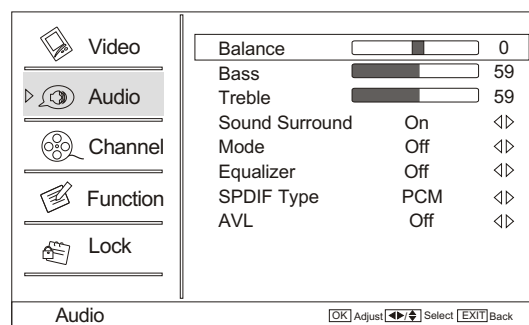 Video
Audio
Channel
Function
Lock
Balance 0
Bass 59
Treble 59
Sound Surround On
Mode Off
Equalizer Off
SPDIF Type PCM
AVL Off
Audio
OK Adjust ◀▶/♦ Select EXIT Back